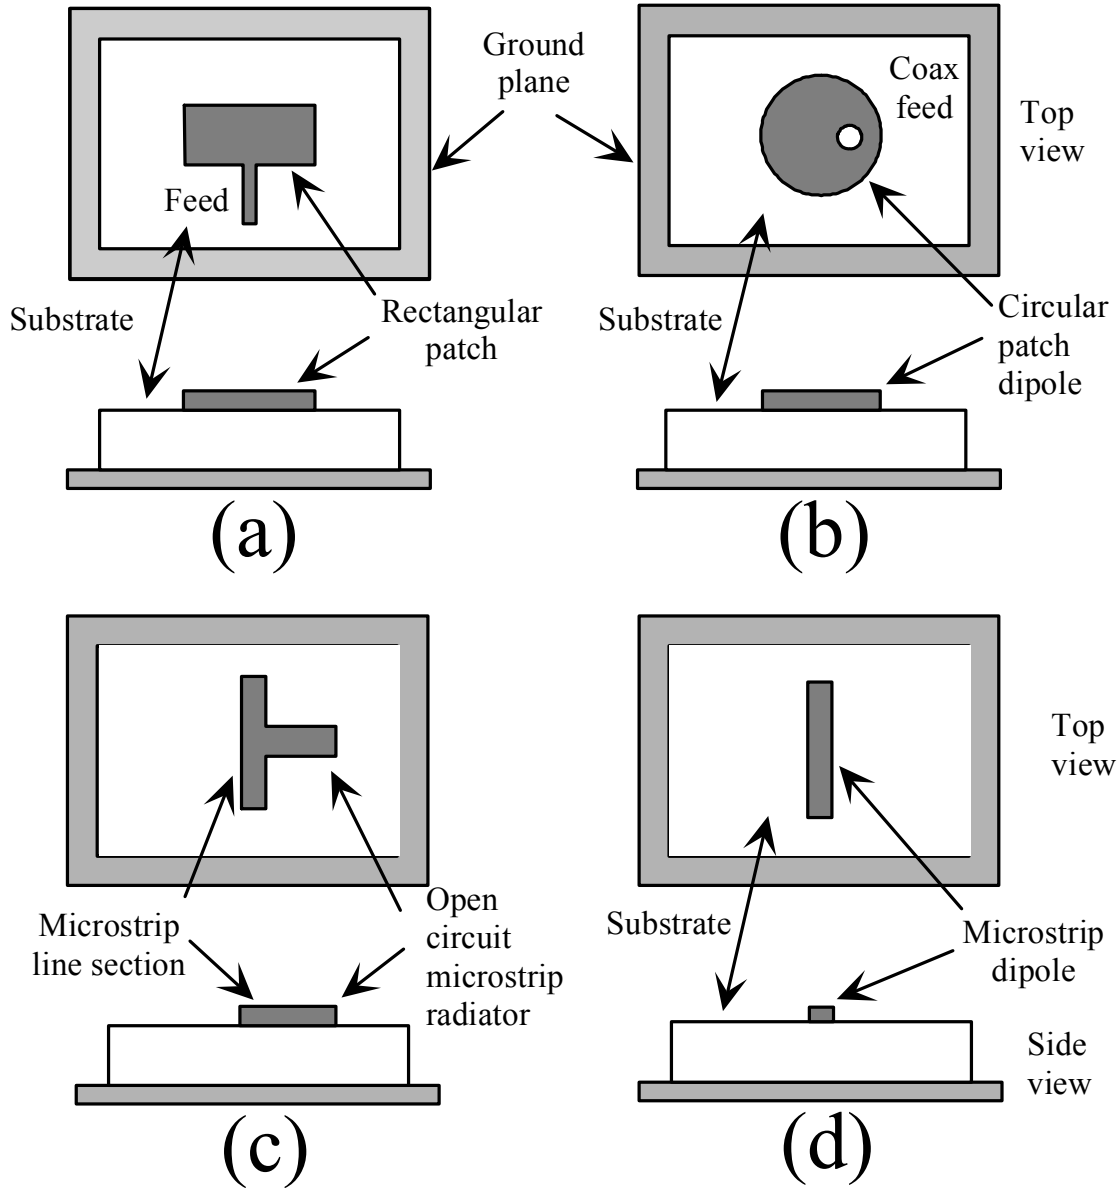 Ground
plane
Coax
feed
Top
view
Feed
Substrate
Rectangular
patch
Substrate
Circular
patch
dipole
(a)
(b)
Top
view
Microstrip
line section
Open
circuit
microstrip
radiator
Substrate
Microstrip
dipole
Side
view
(c)
(d)